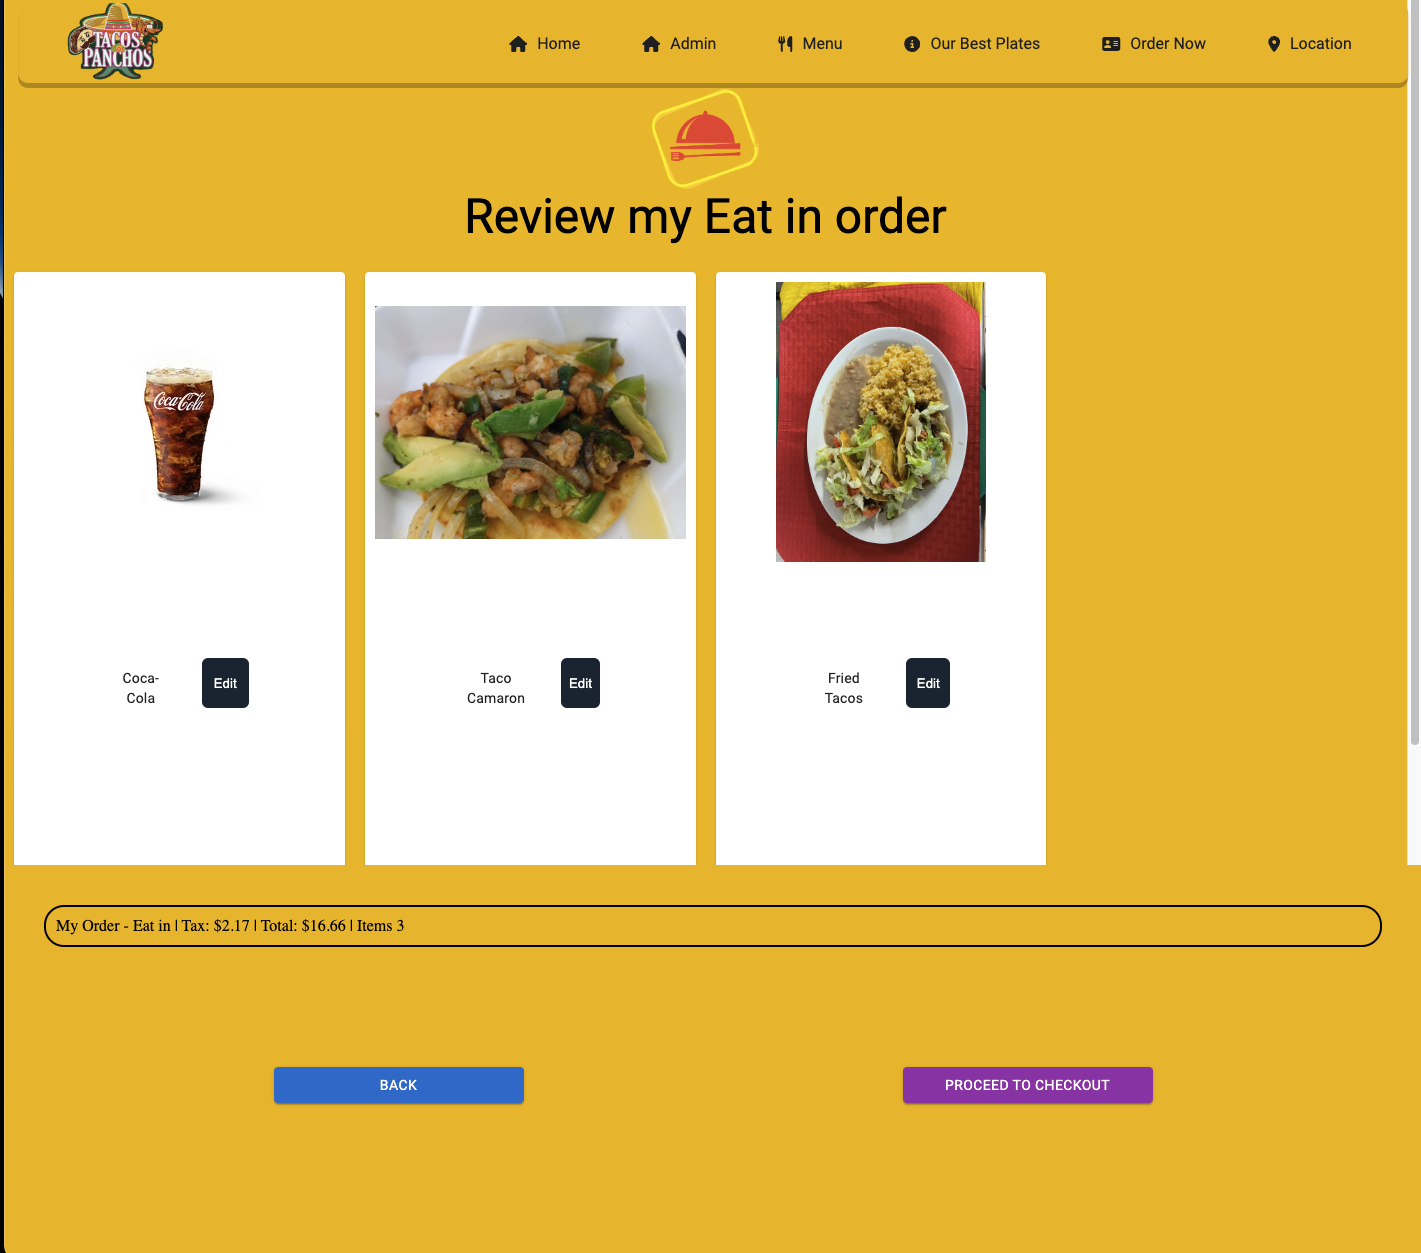 TACOS
PANCHOS
Home
Admin
Menu
Our Best Plates
Order Now
Location
Review my Eat in order
Coca-Cola
Coca-
Cola
Edit
Taco
Camaron
Edit
Fried
Tacos
Edit
My Order - Eat in | Tax: $2.17 | Total: $16.66 | Items 3
BACK
PROCEED TO CHECKOUT